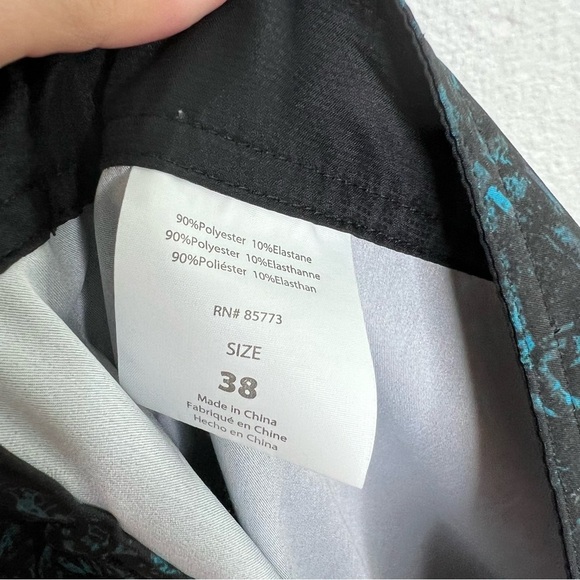 90%Polyester 10%Elastane
90%Polyester 10%Elasthanne
90%Poliéster 10%Elasthan
RN# 85773
SIZE
38
Made in China
Fabriqué en Chine
Hecho en China